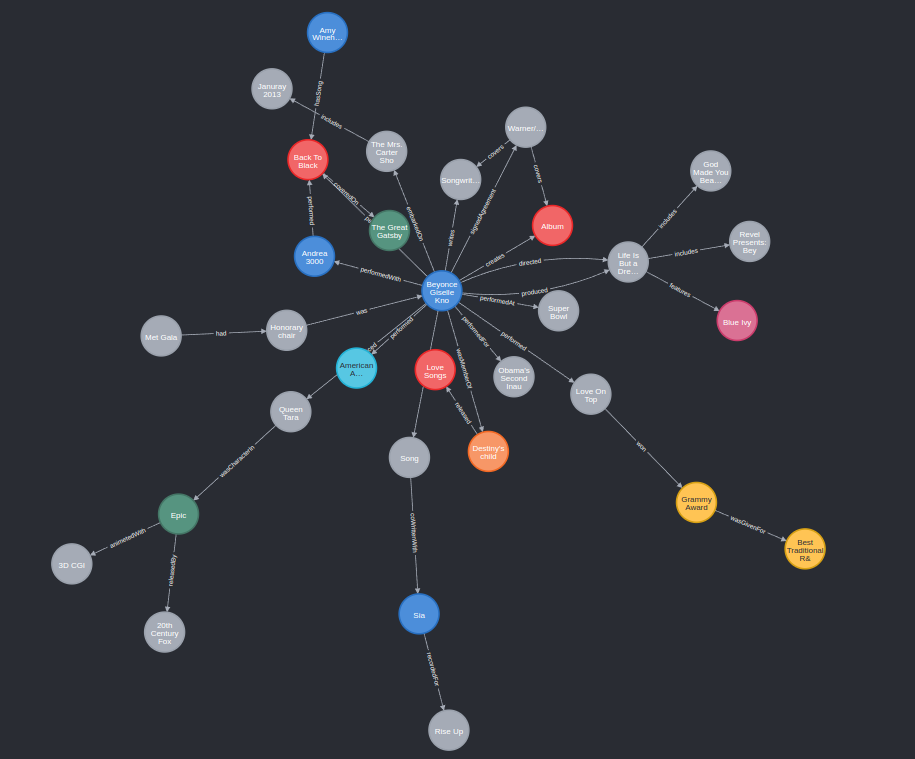 Amy
Wineh…
hasSong
Januray
2013
includes
The Mrs.
Carter
Sho
Warner/…
covers
covers
Back To
Black
coveredOn
Songwrit…
God
Made You
Bea…
performed
embarkedOn
writes
signedAgreement
The Great
Gatsby
Album
includes
Revel
Presents:
Bey
includes
Andrea
3000
performedWith
creates
directed
Life Is
But a
Dre…
features
Beyonce
Giselle
Kno
produced
performedAt
Super
Bowl
Blue Ivy
Met Gala
had
Honorary
chair
was
performed
performedFor
performed
American
A…
Love
Songs
wasMemberOf
Obama's
Second
Inau
Love On
Top
Queen
Tara
released
won
wasCharacterIn
Song
Destiny's
child
Epic
Grammy
Award
wasGivenFor
coWrittenWith
Best
Traditional
R&
animetedWith
3D CGI
releasedBy
20th
Century
Fox
Sia
recordedFor
Rise Up